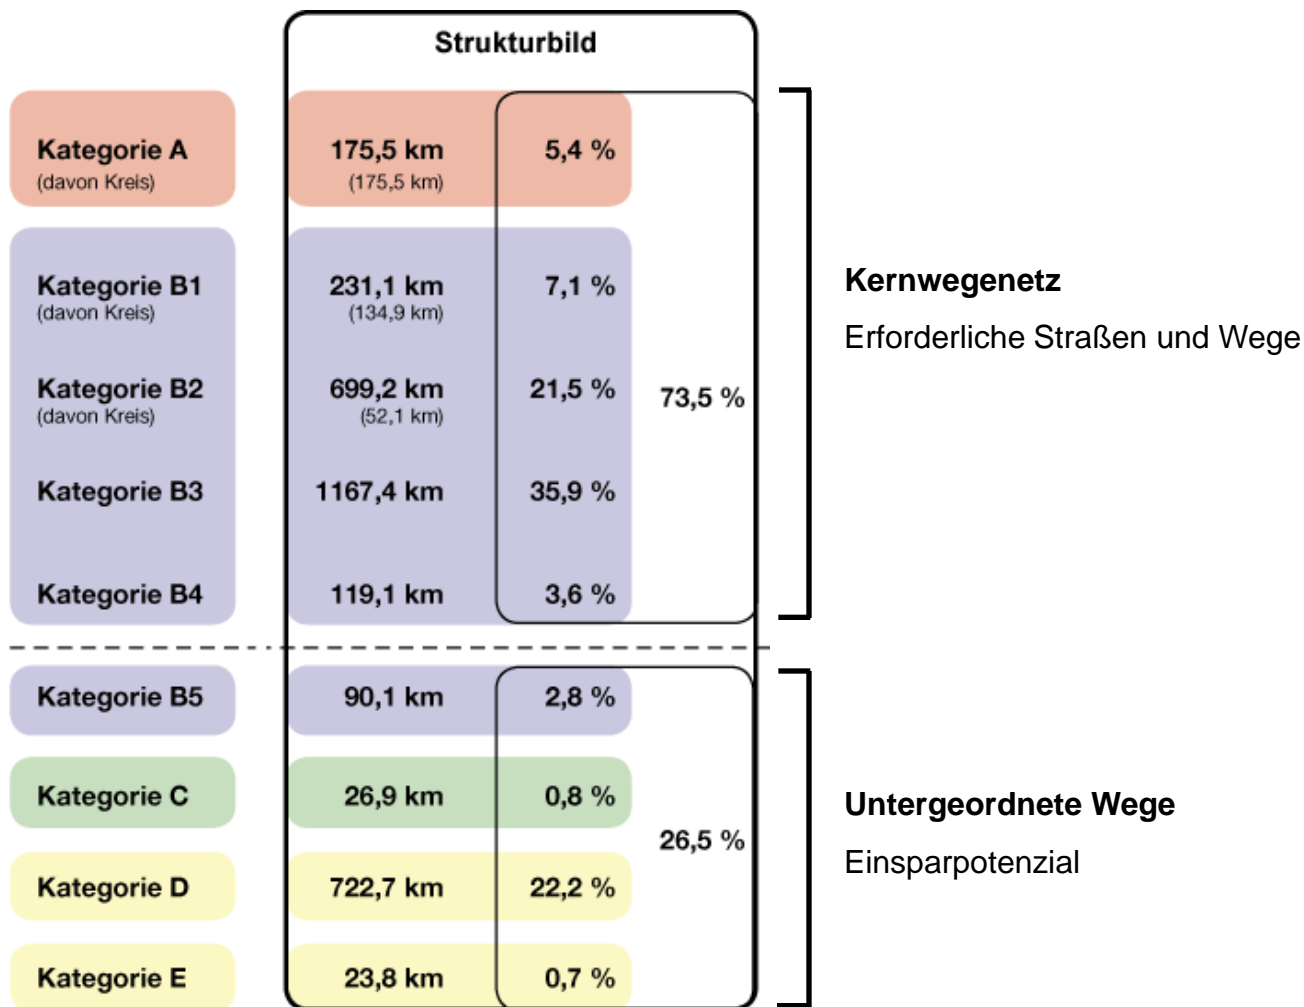 Strukturbild
Kategorie A 175,5 km 5,4 %
(davon Kreis) (175,5 km)
Kategorie B1 231,1 km 7,1 %
(davon Kreis) (134,9 km)
Kernwegenetz
Erforderliche Straßen und Wege
Kategorie B2 699,2 km 21,5 %
(davon Kreis) (52,1 km)
73,5 %
Kategorie B3 1167,4 km 35,9 %
Kategorie B4 119,1 km 3,6 %
Kategorie B5 90,1 km 2,8 %
Kategorie C 26,9 km 0,8 %
Untergeordnete Wege
26,5 %
Einsparpotenzial
Kategorie D 722,7 km 22,2 %
Kategorie E 23,8 km 0,7 %